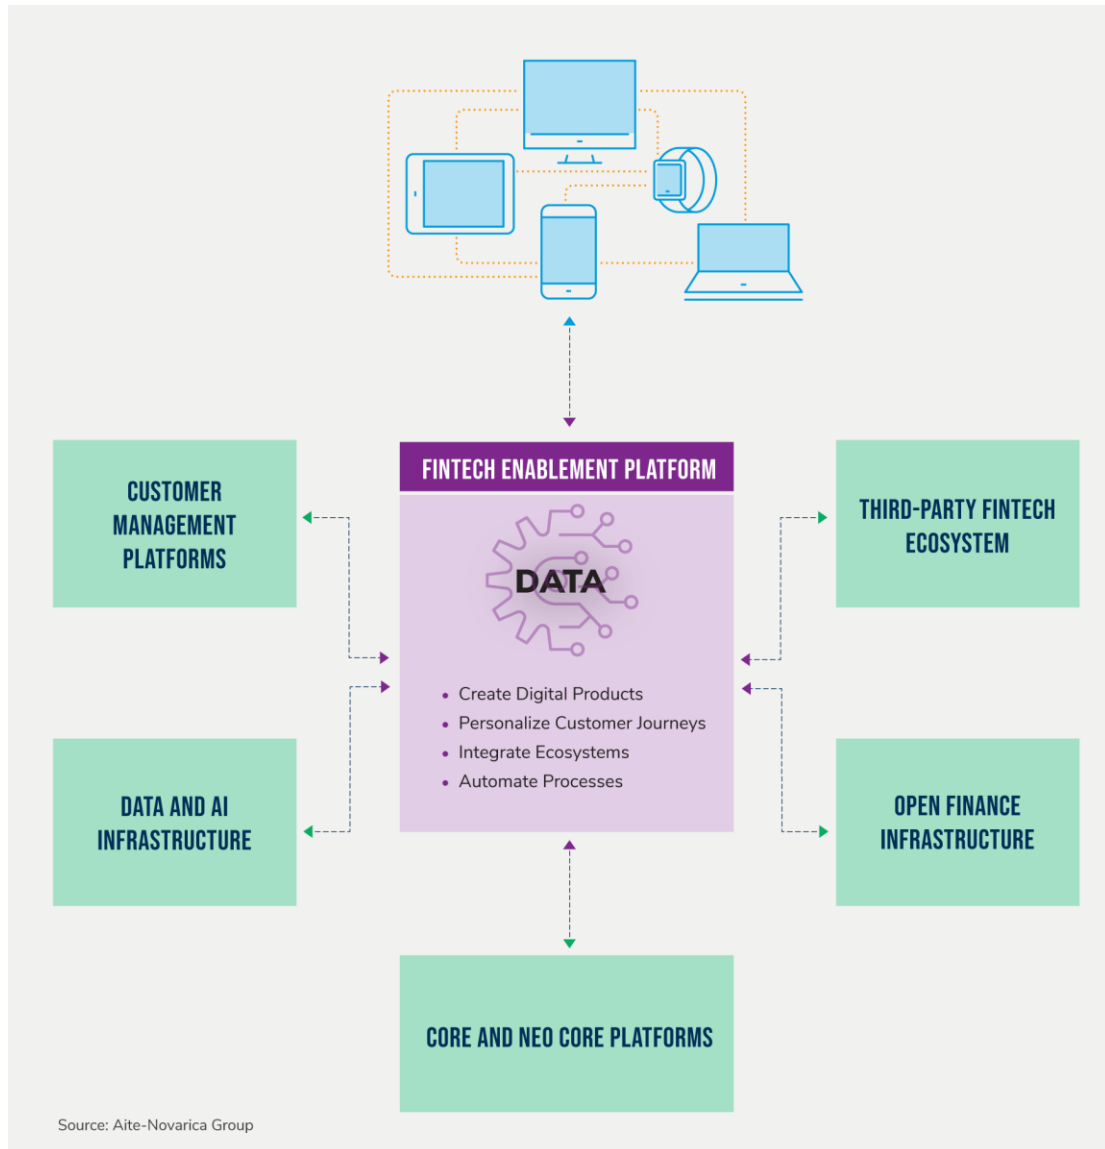 FINTECH ENABLEMENT PLATFORM
DATA
• Create Digital Products
• Personalize Customer Journeys
• Integrate Ecosystems
• Automate Processes
CUSTOMER
MANAGEMENT
PLATFORMS
THIRD-PARTY FINTECH
ECOSYSTEM
DATA AND AI
INFRASTRUCTURE
OPEN FINANCE
INFRASTRUCTURE
CORE AND NEO CORE PLATFORMS
Source: Aite-Novarica Group